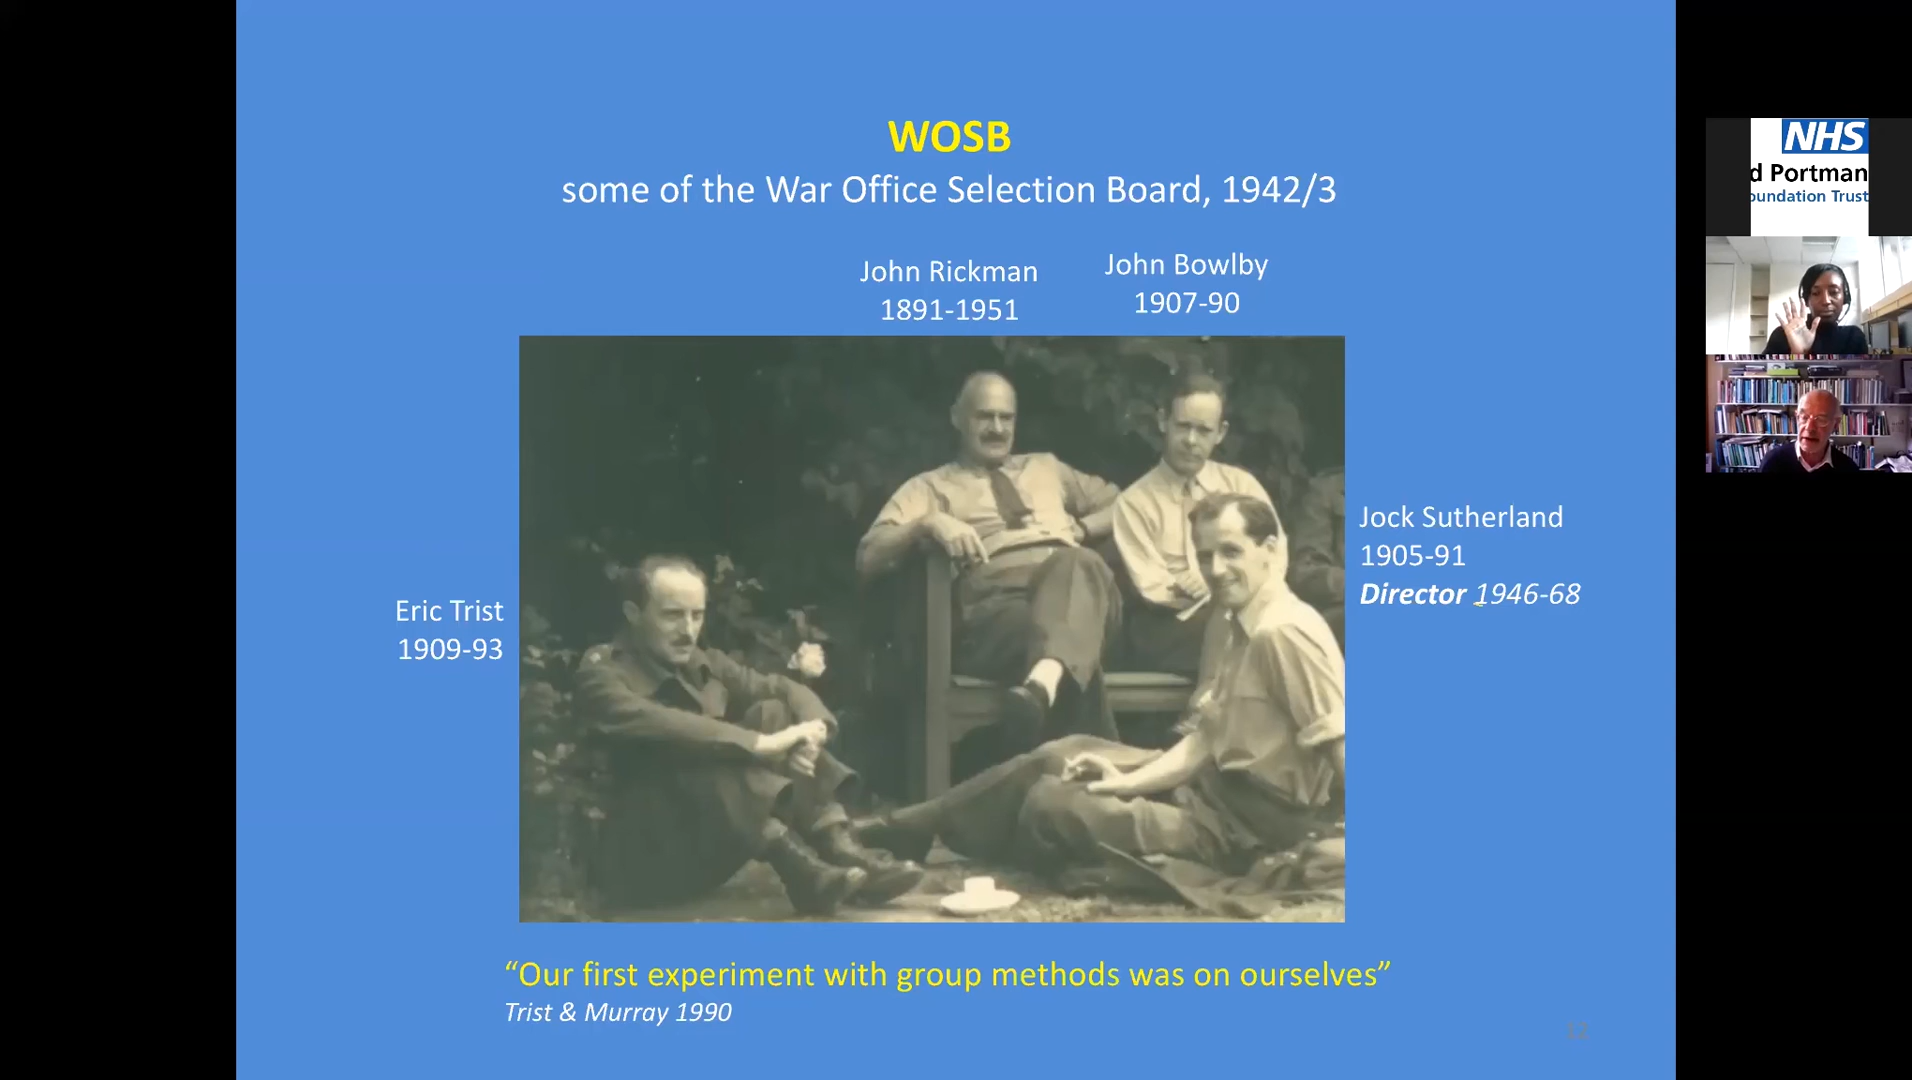 WOSB
some of the War Office Selection Board, 1942/3
John Rickman
1891-1951
John Bowlby
1907-90
Eric Trist
1909-93
Jock Sutherland
1905-91
Director 1946-68
“Our first experiment with group methods was on ourselves”
Trist & Murray 1990
NHS
d Portman
oundation Trust